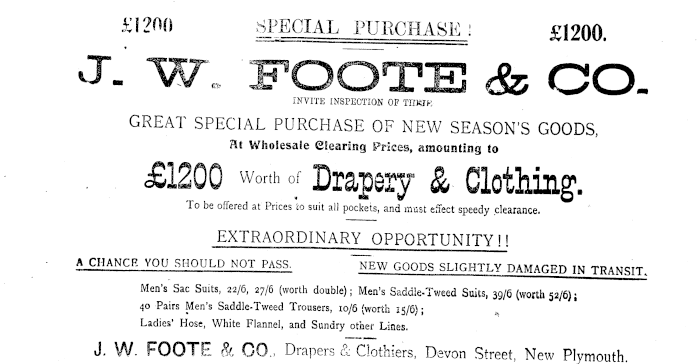 £1200 SPECIAL PURCHASE! £1200.
J. W. FOOTE & CO.
INVITE INSPECTION OF THEIR
GREAT SPECIAL PURCHASE OF NEW SEASON'S GOODS,
At Wholesale Clearing Prices, amounting to
£1200 Worth of Drapery & Clothing.
To be offered at Prices to suit all pockets, and must effect speedy clearance.
EXTRAORDINARY OPPORTUNITY!!
A CHANCE YOU SHOULD NOT PASS. NEW GOODS SLIGHTLY DAMAGED IN TRANSIT.
Men's Sac Suits, 22/6, 27/6 (worth double); Men's Saddle-Tweed Suits, 39/6 (worth 52/6);
40 Pairs Men's Saddle-Tweed Trousers, 10/6 (worth 15/6);
Ladies' Hose, White Flannel, and Sundry other Lines.
J. W. FOOTE & CO., Drapers & Clothiers, Devon Street, New Plymouth.